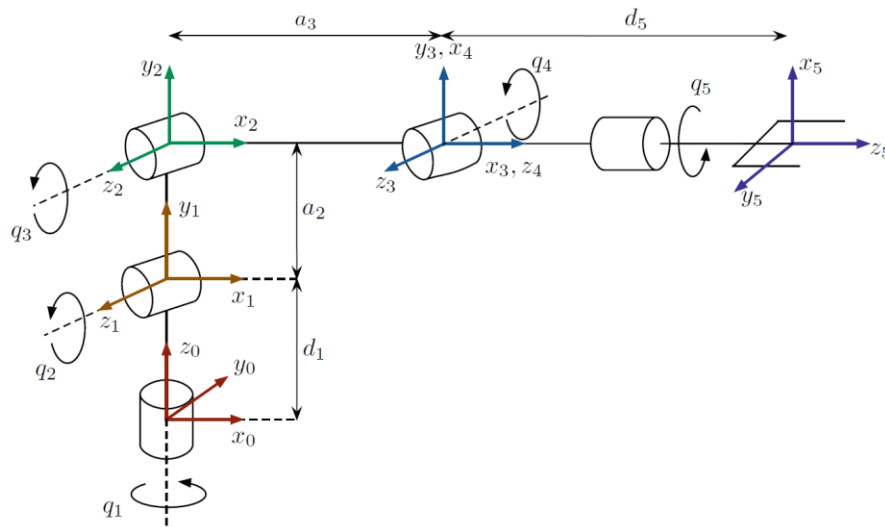 a₃ d₅
y₂ y₃, x₄ q₄ x₅
q₅
x₂
z₂ z₃ x₃, z₄ z₅
q₃ y₁ a₂ y₅
z₁ x₁
q₂ z₀ y₀ d₁
x₀
q₁